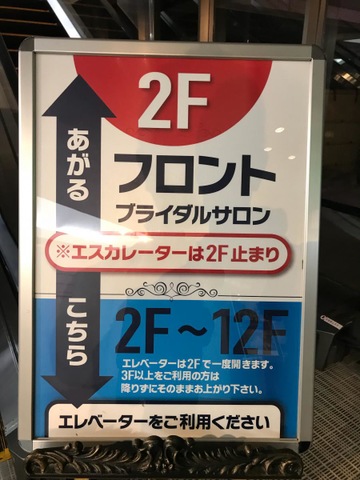 2F
あがる
フロント
ブライダルサロン
※エスカレーターは2F止まり
こちら
2F～12F
エレベーターは2Fで一度開きます。
3F以上をご利用の方は
降りずにそのままお上がり下さい。
エレベーターをご利用ください